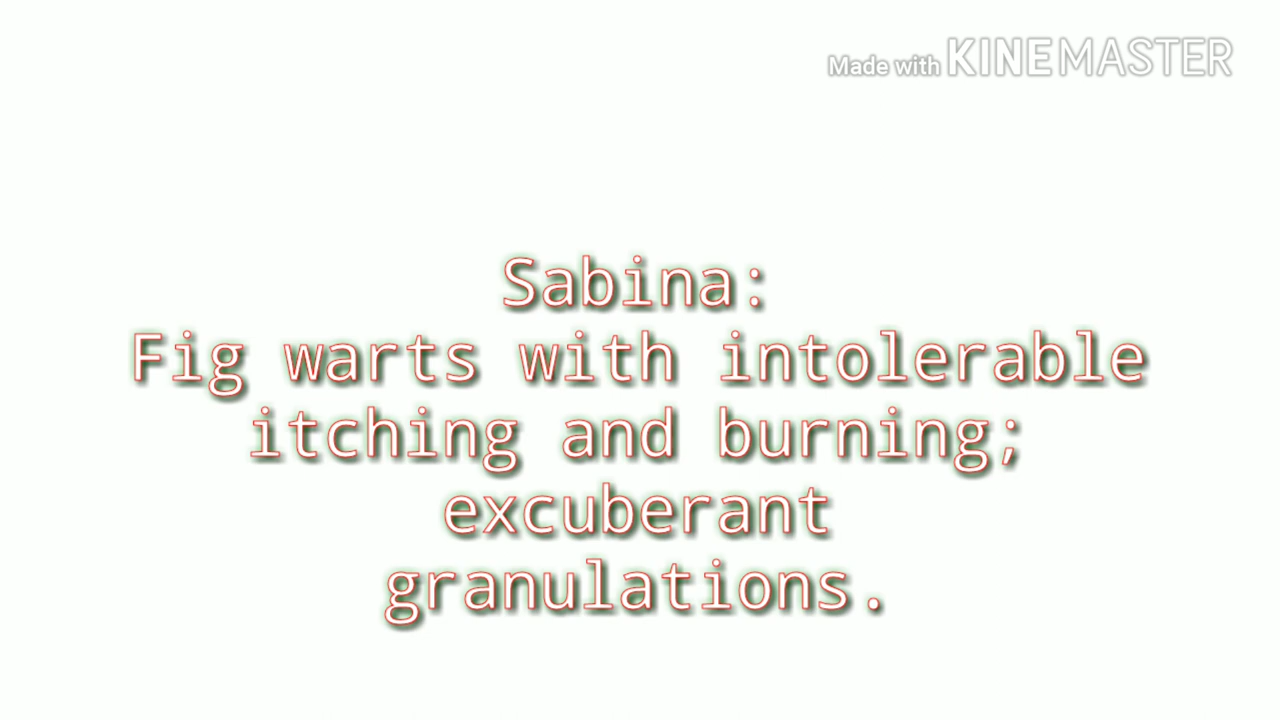 Made with KINEMASTER
Sabina:
Fig warts with intolerable
itching and burning;
excuberant
granulations.